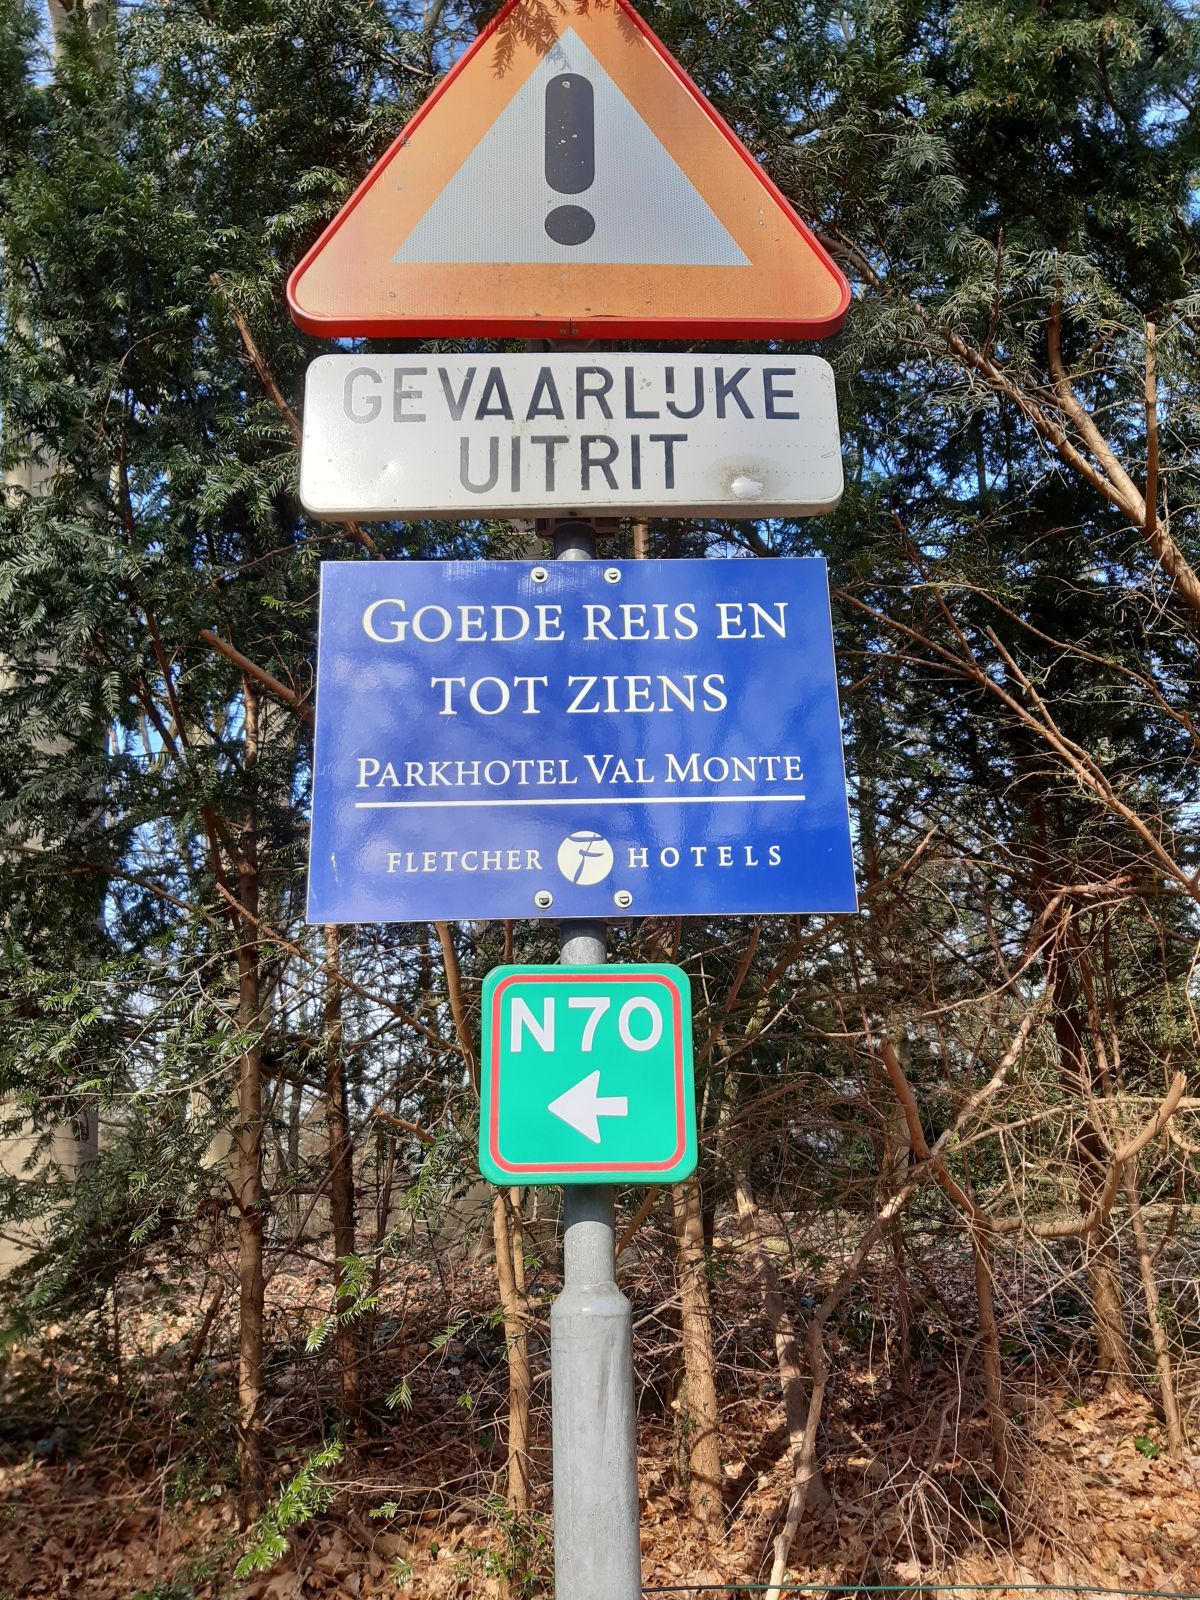 GEVAARLIJKE
UITRIT
GOEDE REIS EN
TOT ZIENS
PARKHOTEL VAL MONTE
FLETCHER HOTELS
N70